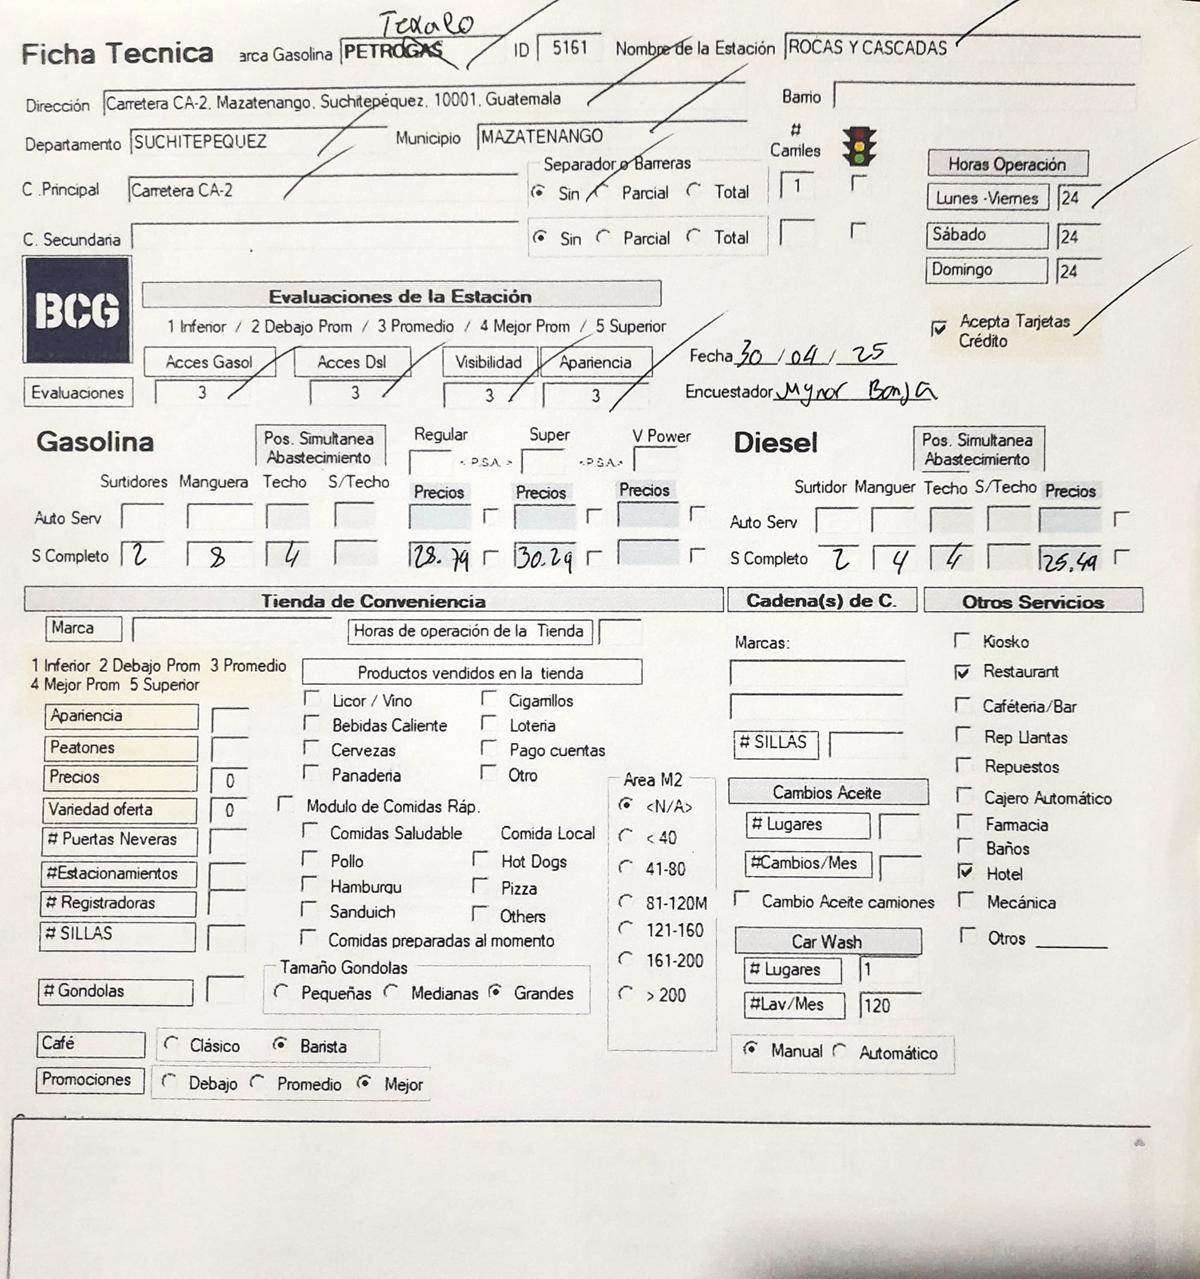 Texaco
Ficha Tecnica arca Gasolina PETROGAS ID 5161 Nombre de la Estación ROCAS Y CASCADAS
Dirección Carretera CA-2, Mazatenango, Suchitepéquez, 10001, Guatemala Barrio
Departamento SUCHITEPEQUEZ Municipio MAZATENANGO # Carriles
Separador o Barreras
C .Principal Carretera CA-2 Sin Parcial Total 1
C. Secundaria Sin Parcial Total
Horas Operación
Lunes -Viernes 24
Sábado 24
Domingo 24
BCG
Evaluaciones de la Estación
1 Inferior / 2 Debajo Prom / 3 Promedio / 4 Mejor Prom / 5 Superior
Acepta Tarjetas
Crédito
Acces Gasol Acces Dsl Visibilidad Apariencia Fecha 30 / 04 / 25
Evaluaciones 3 3 3 3 Encuestador Mynor
Gasolina Pos. Simultanea Abastecimiento Regular Super V Power
< P.S.A. > < P.S.A >
Surtidores Manguera Techo S/Techo Precios Precios Precios
Auto Serv
S Completo 2 8 4 28.79 30.29
Diesel Pos. Simultanea Abastecimiento
Surtidor Manguer Techo S/Techo Precios
Auto Serv
S Completo 2 4 4 25.49
Tienda de Conveniencia
Marca Horas de operación de la Tienda
1 Inferior 2 Debajo Prom 3 Promedio
4 Mejor Prom 5 Superior
Apariencia
Peatones
Precios 0
Variedad oferta 0
# Puertas Neveras
#Estacionamientos
# Registradoras
# SILLAS
# Gondolas
Productos vendidos en la tienda
Licor / Vino Cigarrillos
Bebidas Caliente Loteria
Cervezas Pago cuentas
Panaderia Otro
Modulo de Comidas Ráp.
Comidas Saludable Comida Local
Pollo Hot Dogs
Hamburqu Pizza
Sanduich Others
Comidas preparadas al momento
Tamaño Gondolas
Pequeñas Medianas Grandes
Area M2
<N/A>
< 40
41-80
81-120M
121-160
161-200
> 200
Café Clásico Barista
Promociones Debajo Promedio Mejor
Cadena(s) de C.
Marcas:
# SILLAS
Cambios Aceite
# Lugares
#Cambios/Mes
Cambio Aceite camiones
Car Wash
# Lugares 1
#Lav/Mes 120
Manual Automático
Otros Servicios
Kiosko
Restaurant
Caféteria/Bar
Rep Llantas
Repuestos
Cajero Automático
Farmacia
Baños
Hotel
Mecánica
Otros